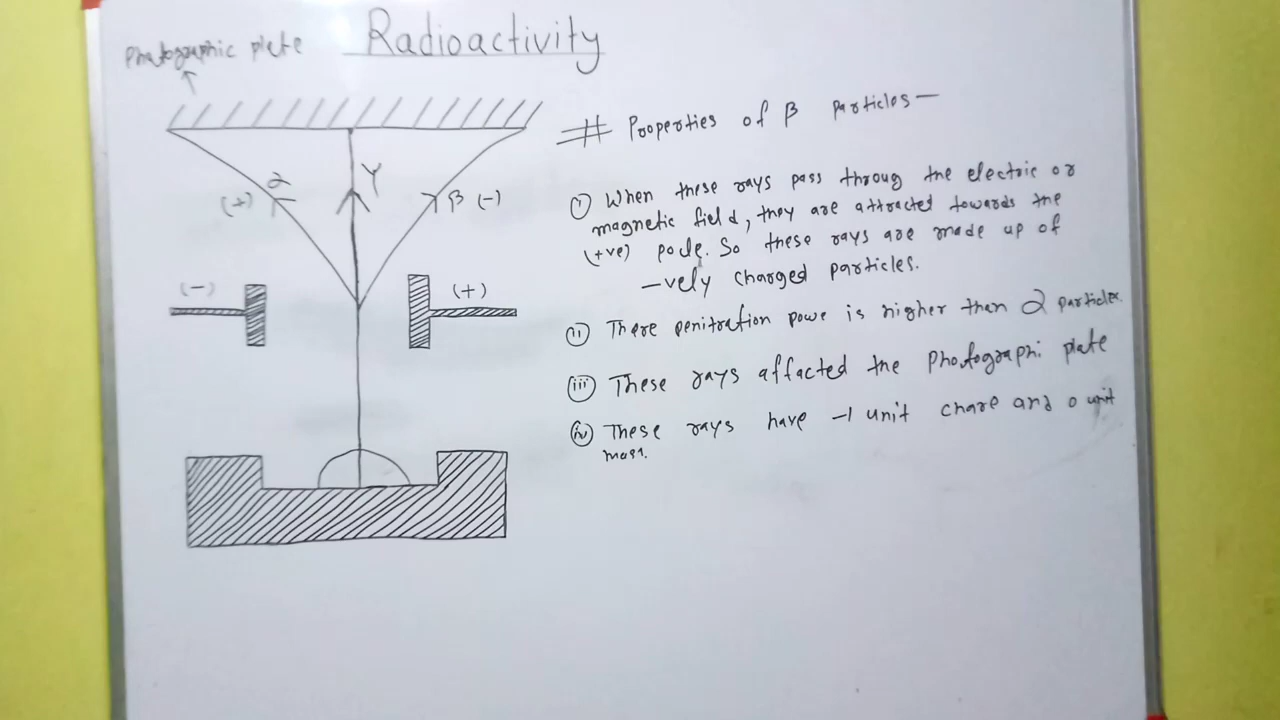 Radioactivity
Photographic plate
α
(+)
γ
β (-)
(-)
(+)
# Properties of β particles—
(i) When these rays pass throug the electric or
magnetic field, they are attracted towards the
(+ve) pole. So these rays are made up of
—vely charged particles.
(ii) There penitration powe is higher than α particles.
(iii) These rays affacted the Photographi plate
(iv) These rays have -1 unit chare and 0 unit
mass.